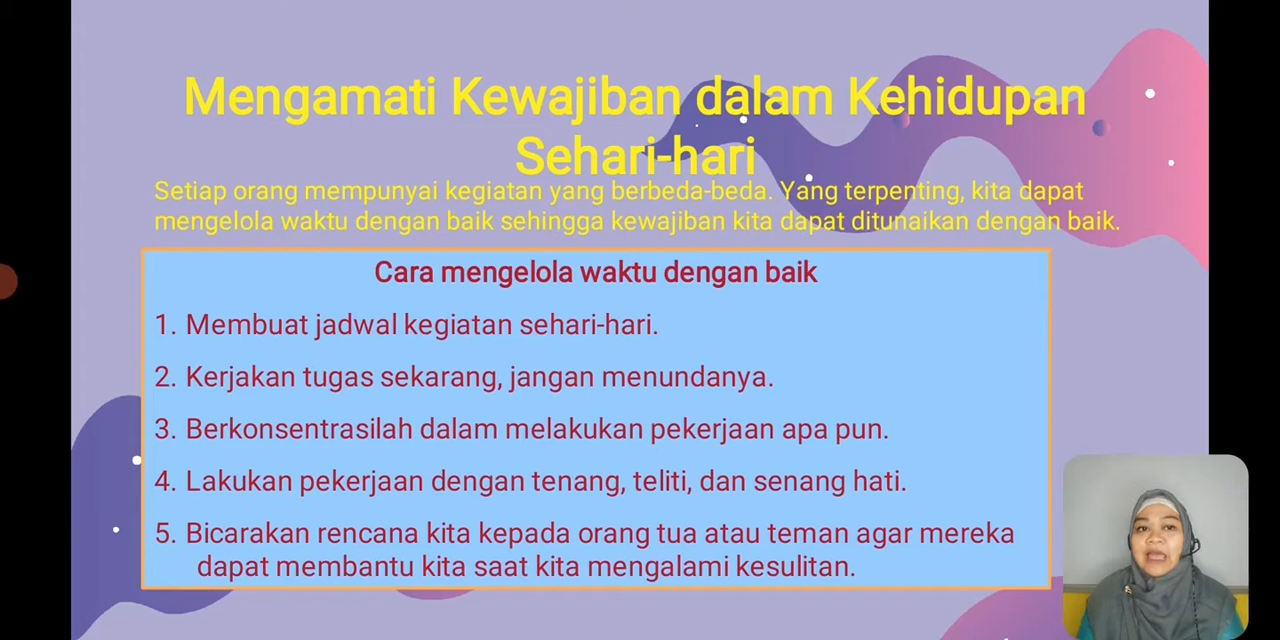 Mengamati Kewajiban dalam Kehidupan
Sehari-hari
Setiap orang mempunyai kegiatan yang berbeda-beda. Yang terpenting, kita dapat
mengelola waktu dengan baik sehingga kewajiban kita dapat ditunaikan dengan baik.
Cara mengelola waktu dengan baik
1. Membuat jadwal kegiatan sehari-hari.
2. Kerjakan tugas sekarang, jangan menundanya.
3. Berkonsentrasilah dalam melakukan pekerjaan apa pun.
4. Lakukan pekerjaan dengan tenang, teliti, dan senang hati.
5. Bicarakan rencana kita kepada orang tua atau teman agar mereka
dapat membantu kita saat kita mengalami kesulitan.